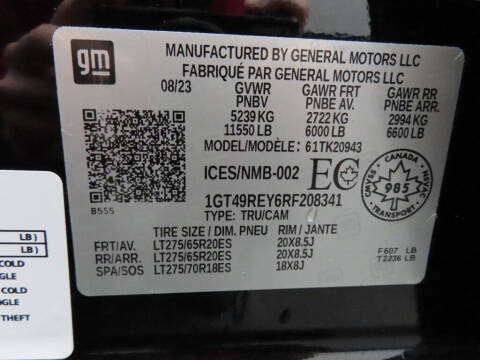 gm
MANUFACTURED BY GENERAL MOTORS LLC
FABRIQUÉ PAR GENERAL MOTORS LLC
08/23 GVWR GAWR FRT GAWR RR
PNBV PNBE AV. PNBE ARR.
5239 KG 2722 KG 2994 KG
11550 LB 6000 LB 6600 LB
MODEL/MODÈLE: 61TK20943
ICES/NMB-002 EC
CANADA
CMVSS 985 NSVAC
TRANSPORT
8555
1GT49REY6RF208341
TYPE: TRU/CAM
TIRE SIZE / DIM. PNEU RIM / JANTE
FRT/AV. LT275/65R20ES 20X8.5J
RR/ARR. LT275/65R20ES 20X8.5J
SPA/SOS LT275/70R18ES 18X8J
F607 LB
T2236 LB
LB)
LB)
COLD
GLE
COLD
OGLE
THEFT